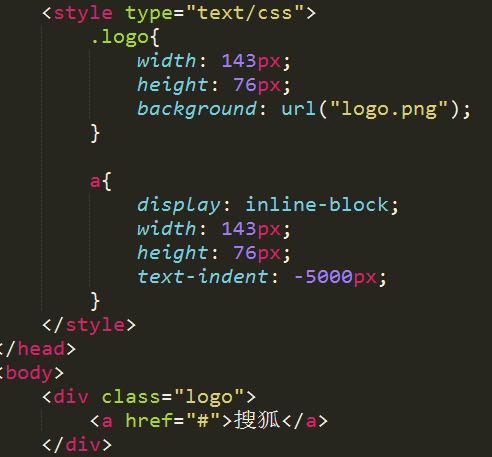 <style type="text/css">
.logo{
width: 143px;
height: 76px;
background: url("logo.png");
}
a{
display: inline-block;
width: 143px;
height: 76px;
text-indent: -5000px;
}
</style>
</head>
<body>
<div class="logo">
<a href="#">搜狐</a>
</div>